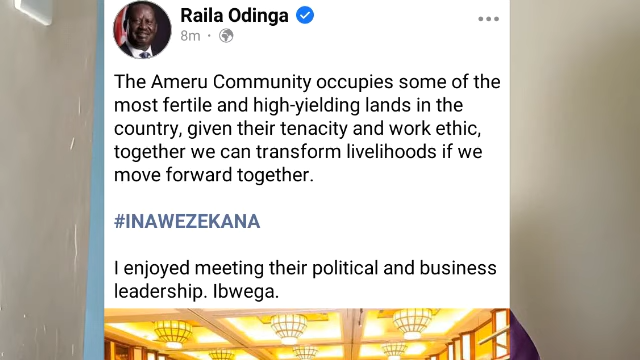 Raila Odinga
8m ·
The Ameru Community occupies some of the
most fertile and high-yielding lands in the
country, given their tenacity and work ethic,
together we can transform livelihoods if we
move forward together.
#INAWEZEKANA
I enjoyed meeting their political and business
leadership. Ibwega.